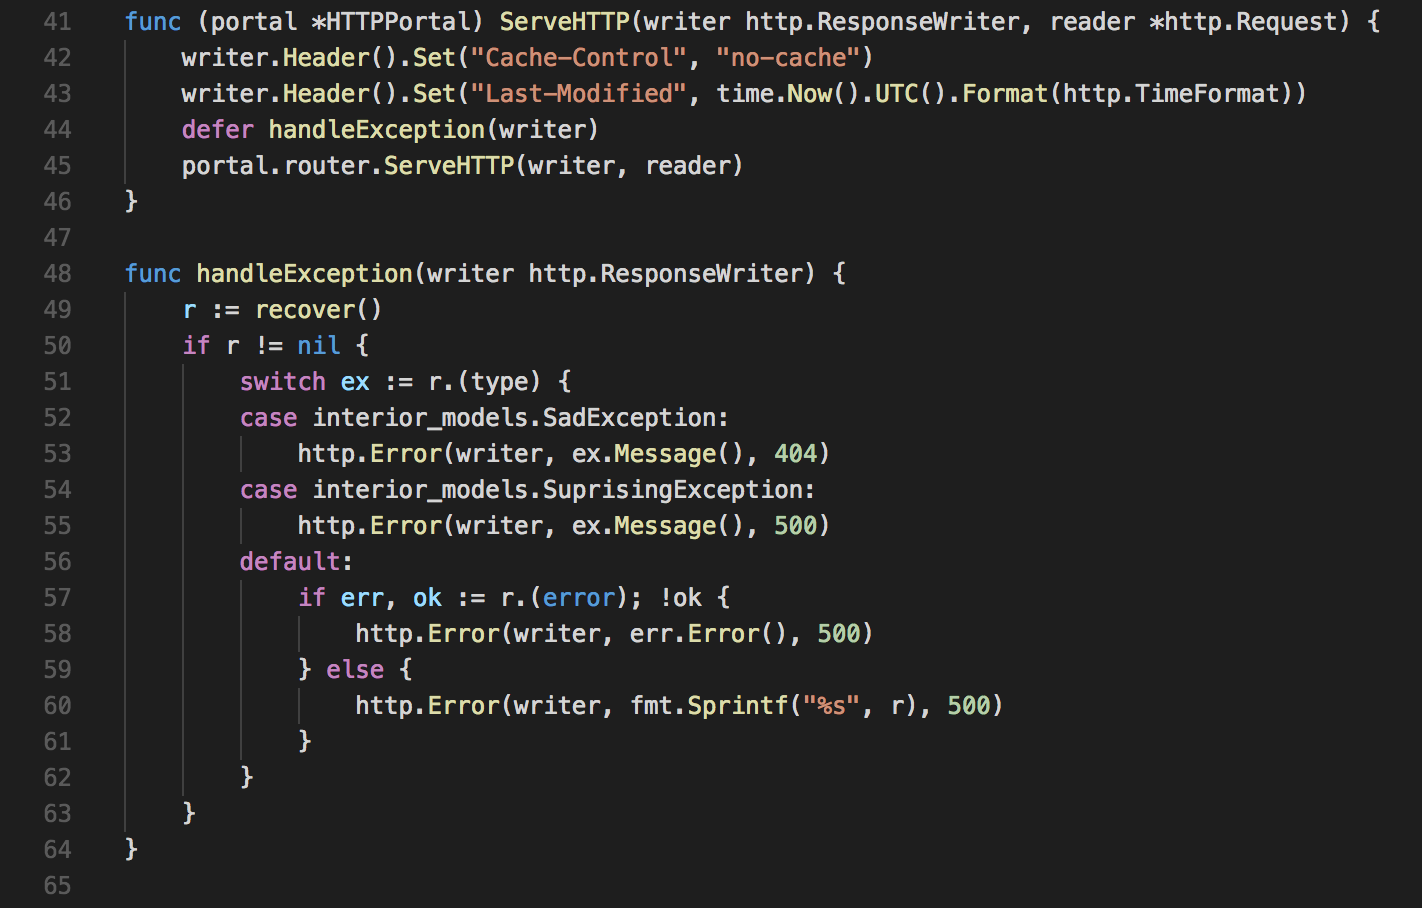 41 func (portal *HTTPPortal) ServeHTTP(writer http.ResponseWriter, reader *http.Request) {
42     writer.Header().Set("Cache-Control", "no-cache")
43     writer.Header().Set("Last-Modified", time.Now().UTC().Format(http.TimeFormat))
44     defer handleException(writer)
45     portal.router.ServeHTTP(writer, reader)
46 }
47
48 func handleException(writer http.ResponseWriter) {
49     r := recover()
50     if r != nil {
51         switch ex := r.(type) {
52         case interior_models.SadException:
53             http.Error(writer, ex.Message(), 404)
54         case interior_models.SuprisingException:
55             http.Error(writer, ex.Message(), 500)
56         default:
57             if err, ok := r.(error); !ok {
58                 http.Error(writer, err.Error(), 500)
59             } else {
60                 http.Error(writer, fmt.Sprintf("%s", r), 500)
61             }
62         }
63     }
64 }
65